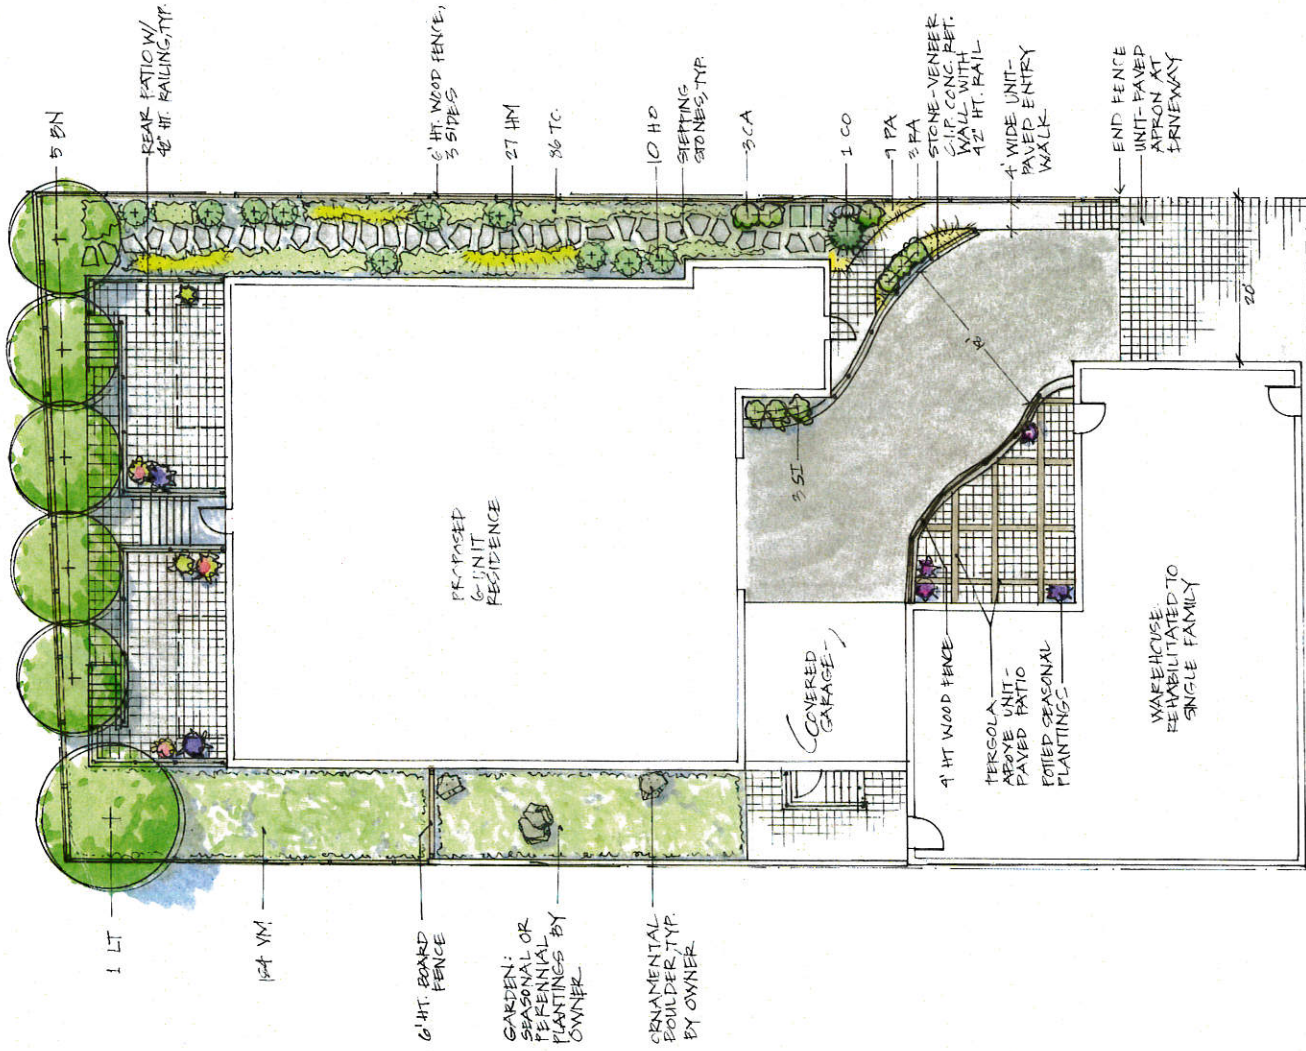 5 BN
REAR PATIO W/
42" HT. RAILING, TYP.
6' HT. WOOD FENCE,
3 SIDES
27 HM
86 TC
10 HO
STEPPING
STONES, TYP.
3 CA
1 CO
9 PA
3 RA
STONE-VENEER
C.I.P. CONC. RET.
WALL WITH
42" HT. RAIL
4' WIDE UNIT-
PAVED ENTRY
WALK
END FENCE
UNIT-PAVED
APRON AT
DRIVEWAY
20'
3 SI
PROPOSED
6-UNIT
RESIDENCE
COVERED
GARAGE
4' HT WOOD FENCE
PERGOLA
ABOVE UNIT-
PAVED PATIO
POTTED SEASONAL
PLANTINGS
WAREHOUSE
REHABILITATED TO
SINGLE FAMILY
1 LT
184 VM
6' HT. BOARD
FENCE
GARDEN:
SEASONAL OR
PERENNIAL
PLANTINGS BY
OWNER
ORNAMENTAL
BOULDER, TYP.
BY OWNER